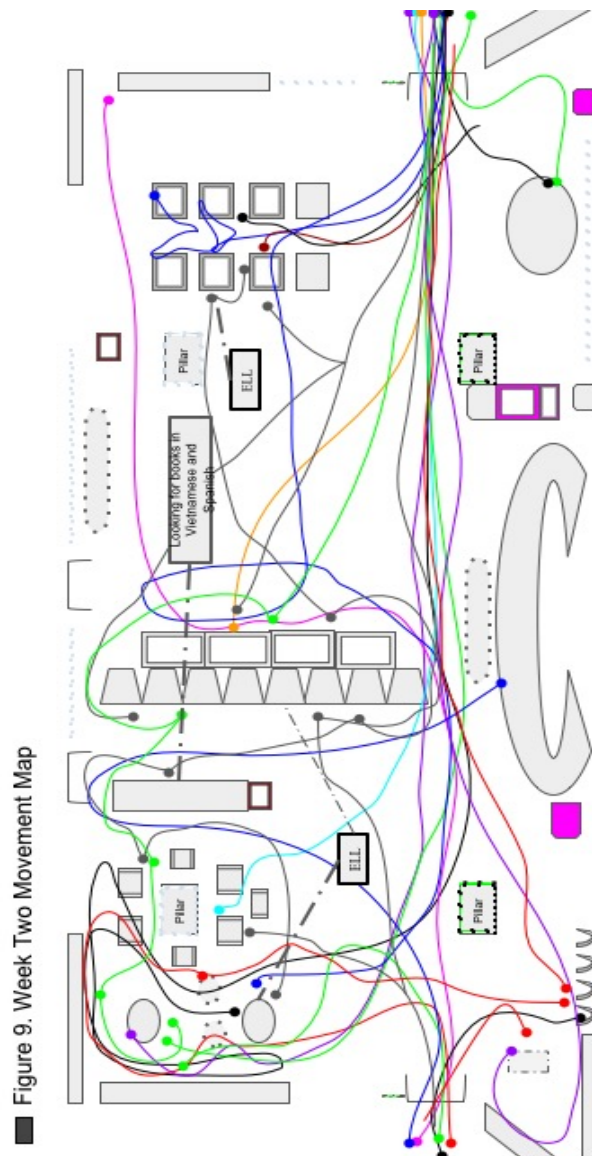 Figure 9. Week Two Movement Map
Pillar
ELL
Pillar
Looking for books in
Vietnamese and
Spanish
Pillar
ELL
Pillar